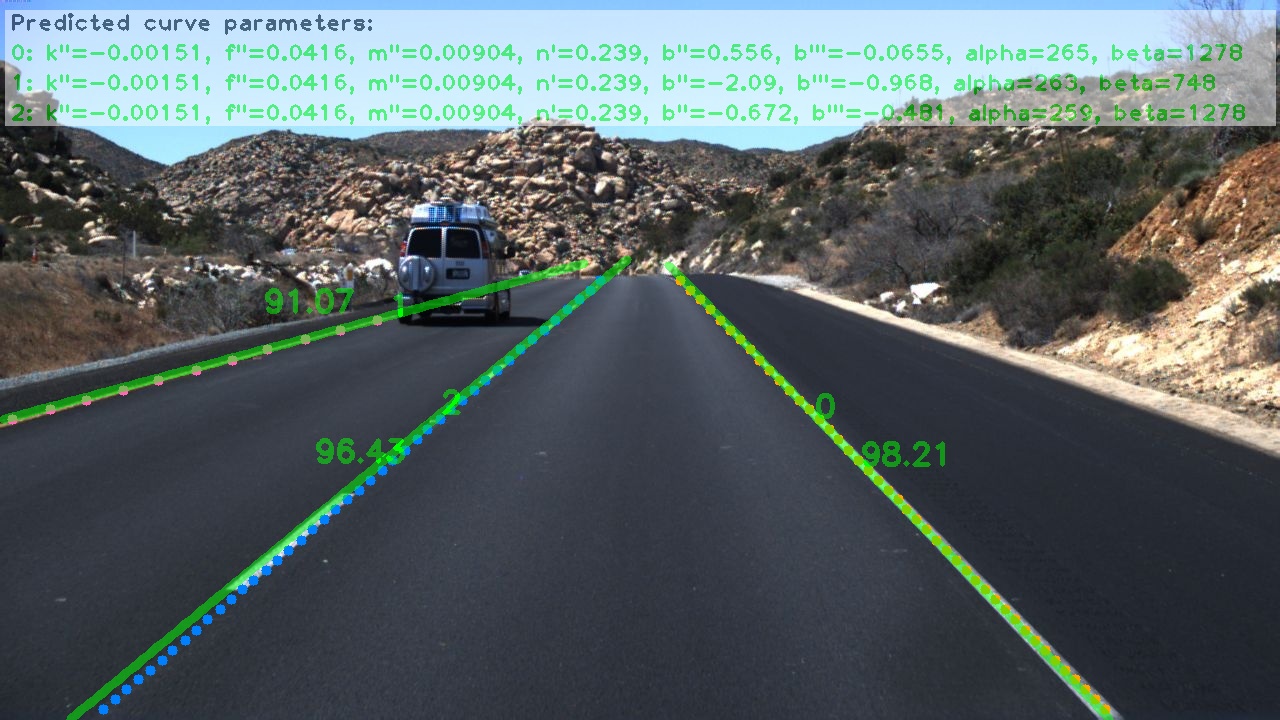 Predicted curve parameters:
0: k''=-0.00151, f''=0.0416, m''=0.00904, n'=0.239, b''=0.556, b'''=-0.0655, alpha=265, beta=1278
1: k''=-0.00151, f''=0.0416, m''=0.00904, n'=0.239, b''=-2.09, b'''=-0.968, alpha=263, beta=748
2: k''=-0.00151, f''=0.0416, m''=0.00904, n'=0.239, b''=-0.672, b'''=-0.481, alpha=259, beta=1278
91.07 1
2 0
96.43 98.21